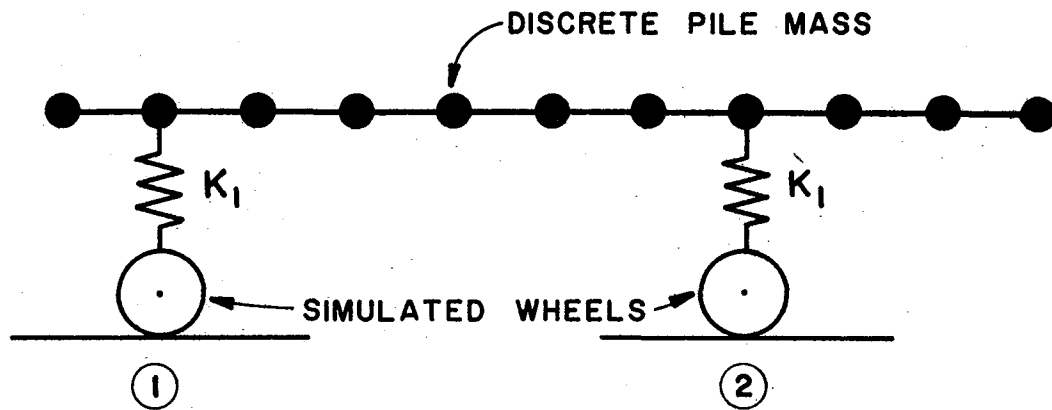 DISCRETE PILE MASS
K1
K1
SIMULATED WHEELS
1
2